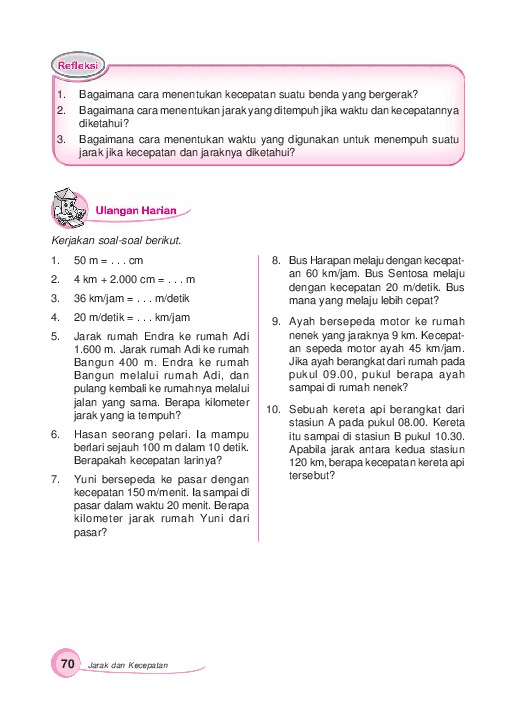 Refleksi
1. Bagaimana cara menentukan kecepatan suatu benda yang bergerak?
2. Bagaimana cara menentukan jarak yang ditempuh jika waktu dan kecepatannya
diketahui?
3. Bagaimana cara menentukan waktu yang digunakan untuk menempuh suatu
jarak jika kecepatan dan jaraknya diketahui?
Ulangan Harian
Kerjakan soal-soal berikut.
1. 50 m = . . . cm
2. 4 km + 2.000 cm = . . . m
3. 36 km/jam = . . . m/detik
4. 20 m/detik = . . . km/jam
5. Jarak rumah Endra ke rumah Adi
1.600 m. Jarak rumah Adi ke rumah
Bangun 400 m. Endra ke rumah
Bangun melalui rumah Adi, dan
pulang kembali ke rumahnya melalui
jalan yang sama. Berapa kilometer
jarak yang ia tempuh?
6. Hasan seorang pelari. Ia mampu
berlari sejauh 100 m dalam 10 detik.
Berapakah kecepatan larinya?
7. Yuni bersepeda ke pasar dengan
kecepatan 150 m/menit. Ia sampai di
pasar dalam waktu 20 menit. Berapa
kilometer jarak rumah Yuni dari
pasar?
8. Bus Harapan melaju dengan kecepat-
an 60 km/jam. Bus Sentosa melaju
dengan kecepatan 20 m/detik. Bus
mana yang melaju lebih cepat?
9. Ayah bersepeda motor ke rumah
nenek yang jaraknya 9 km. Kecepat-
an sepeda motor ayah 45 km/jam.
Jika ayah berangkat dari rumah pada
pukul 09.00, pukul berapa ayah
sampai di rumah nenek?
10. Sebuah kereta api berangkat dari
stasiun A pada pukul 08.00. Kereta
itu sampai di stasiun B pukul 10.30.
Apabila jarak antara kedua stasiun
120 km, berapa kecepatan kereta api
tersebut?
70 Jarak dan Kecepatan